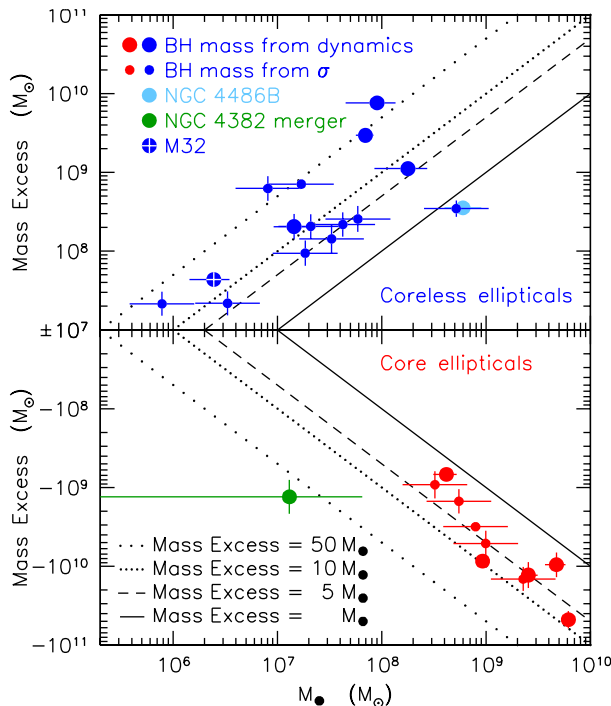 10¹¹
BH mass from dynamics
BH mass from σ
10¹⁰
NGC 4486B
NGC 4382 merger
M32
10⁹
Mass Excess (M⊙)
10⁸
Coreless ellipticals
±10⁷
Core ellipticals
−10⁸
−10⁹
Mass Excess (M⊙)
−10¹⁰
Mass Excess = 50 M●
Mass Excess = 10 M●
Mass Excess = 5 M●
Mass Excess = M●
−10¹¹
10⁶ 10⁷ 10⁸ 10⁹ 10¹⁰
M● (M⊙)